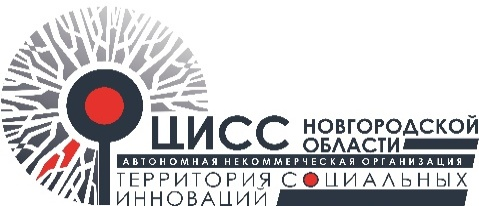 ЦИСС НОВГОРОДСКОЙ
ОБЛАСТИ
АВТОНОМНАЯ НЕКОММЕРЧЕСКАЯ ОРГАНИЗАЦИЯ
ТЕРРИТОРИЯ СОЦИАЛЬНЫХ
ИННОВАЦИЙ